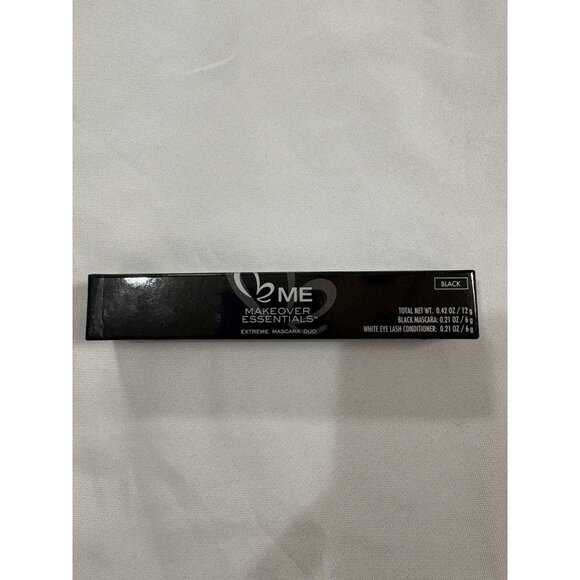 ME
MAKEOVER
ESSENTIALS™
EXTREME MASCARA DUO
BLACK
TOTAL NET WT. 0.42 OZ / 12 g
BLACK MASCARA: 0.21 OZ / 6 g
WHITE EYE LASH CONDITIONER: 0.21 OZ / 6 g